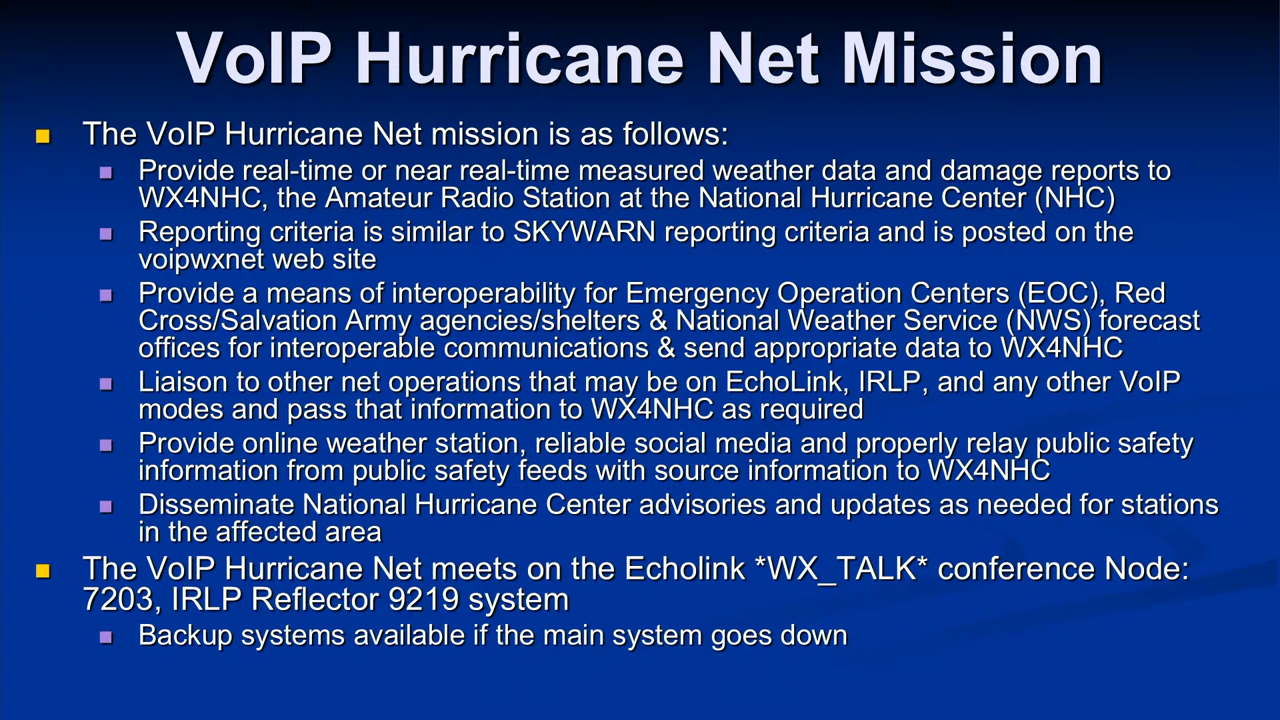 VoIP Hurricane Net Mission
The VoIP Hurricane Net mission is as follows:
Provide real-time or near real-time measured weather data and damage reports to
WX4NHC, the Amateur Radio Station at the National Hurricane Center (NHC)
Reporting criteria is similar to SKYWARN reporting criteria and is posted on the
voipwxnet web site
Provide a means of interoperability for Emergency Operation Centers (EOC), Red
Cross/Salvation Army agencies/shelters & National Weather Service (NWS) forecast
offices for interoperable communications & send appropriate data to WX4NHC
Liaison to other net operations that may be on EchoLink, IRLP, and any other VoIP
modes and pass that information to WX4NHC as required
Provide online weather station, reliable social media and properly relay public safety
information from public safety feeds with source information to WX4NHC
Disseminate National Hurricane Center advisories and updates as needed for stations
in the affected area
The VoIP Hurricane Net meets on the Echolink *WX_TALK* conference Node:
7203, IRLP Reflector 9219 system
Backup systems available if the main system goes down